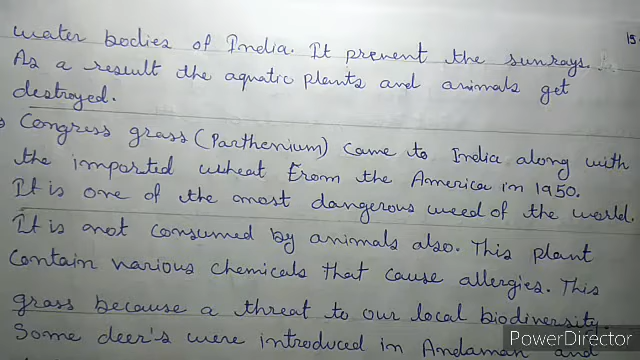 15
water bodies of India. It prevent the sunrays.
As a result the aquatic plants and animals get
destroyed.
Congress grass (Parthenium) came to India along with
the imported wheat from the America in 1950.
It is one of the most dangerous weed of the world.
It is not consumed by animals also. This plant
contain various chemicals that cause allergies. This
grass because a threat to our local biodiversity.
Some deer's were introduced in Andaman and
PowerDirector